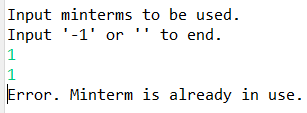 Input minterms to be used.
Input '-1' or '' to end.
1
1
Error. Minterm is already in use.